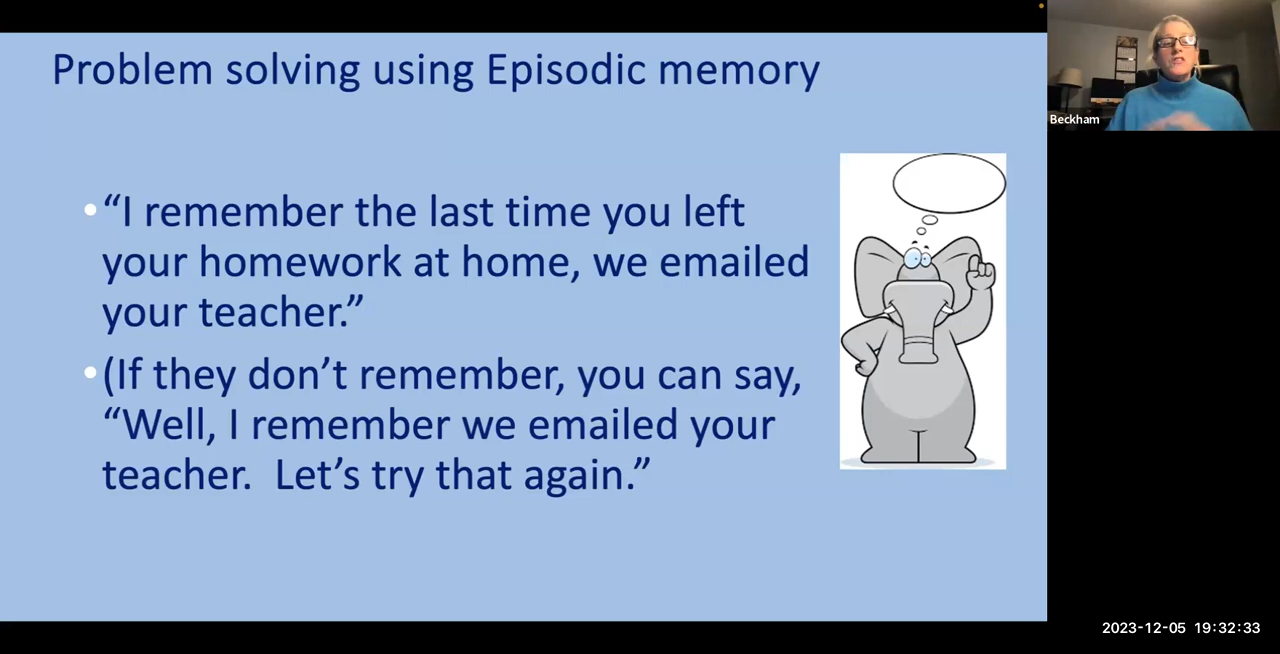 Problem solving using Episodic memory
• “I remember the last time you left
your homework at home, we emailed
your teacher.”
• (If they don’t remember, you can say,
“Well, I remember we emailed your
teacher.  Let’s try that again.”
Beckham
2023-12-05 19:32:33